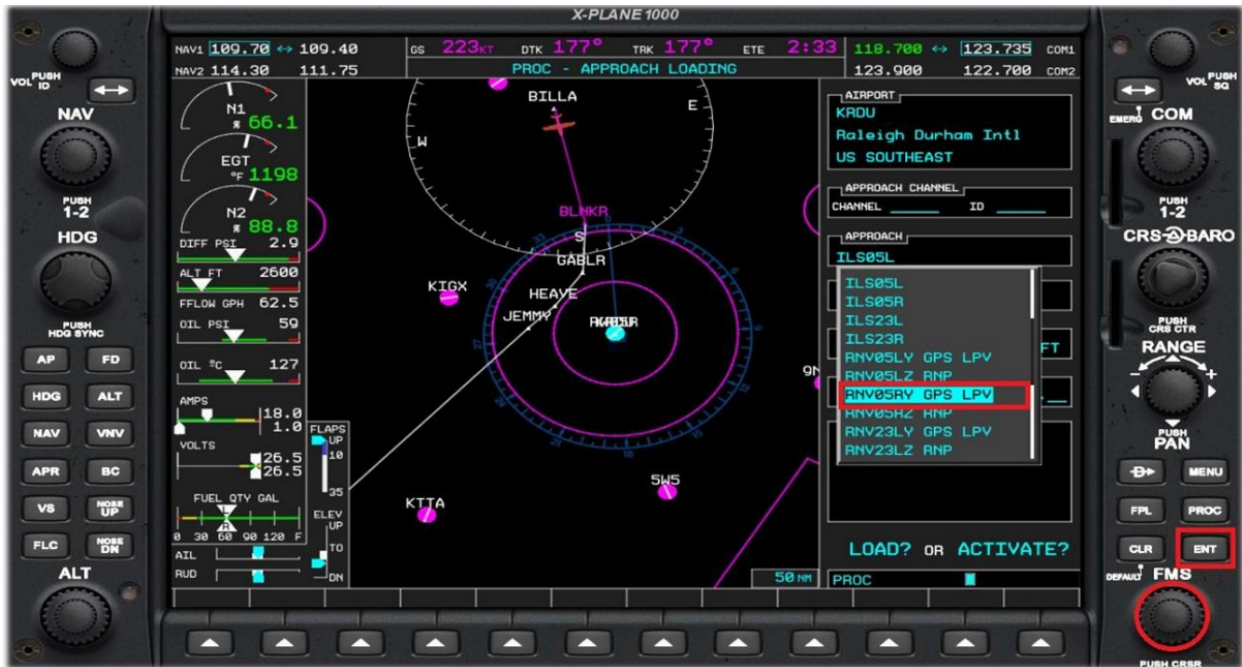 X-PLANE 1000
NAV1 109.70 ↔ 109.40
NAV2 114.30 111.75
GS 223KT DTK 177° TRK 177° ETE 2:33
PROC - APPROACH LOADING
118.700 ↔ 123.735 COM1
123.900 122.700 COM2
VOL PUSH ID
NAV
PUSH 1-2
HDG
PUSH HDG SYNC
AP FD
HDG ALT
NAV VNV
APR BC
VS NOSE UP
FLC NOSE DN
ALT
N1
% 66.1
EGT
°F 1198
N2
% 88.8
DIFF PSI 2.9
ALT FT 2600
FFLOW GPH 62.5
OIL PSI 59
OIL ºC 127
AMPS
18.0
1.0
VOLTS
26.5
26.5
FUEL QTY GAL
L
R
0 30 60 90 120 F
AIL
RUD
FLAPS
UP
10
35
ELEV
UP
TO
DN
BILLA
E
W
BLNKR
S
GABLR
KIGX
HEAVE
JEMMY
5W5
KTTA
50 NM
AIRPORT
KRDU
Raleigh Durham Intl
US SOUTHEAST
APPROACH CHANNEL
CHANNEL ______ ID ______
APPROACH
ILS05L
ILS05L
ILS05R
ILS23L
ILS23R
RNV05LY GPS LPV
RNV05LZ RNP
RNV05RY GPS LPV
RNV05RZ RNP
RNV23LY GPS LPV
RNV23LZ RNP
FT
LOAD? OR ACTIVATE?
PROC
VOL PUSH SQ
EMERG COM
PUSH 1-2
CRS BARO
PUSH CRS CTR
RANGE
- +
PUSH PAN
D MENU
FPL PROC
CLR ENT
DEFAULT FMS
PUSH CRSR